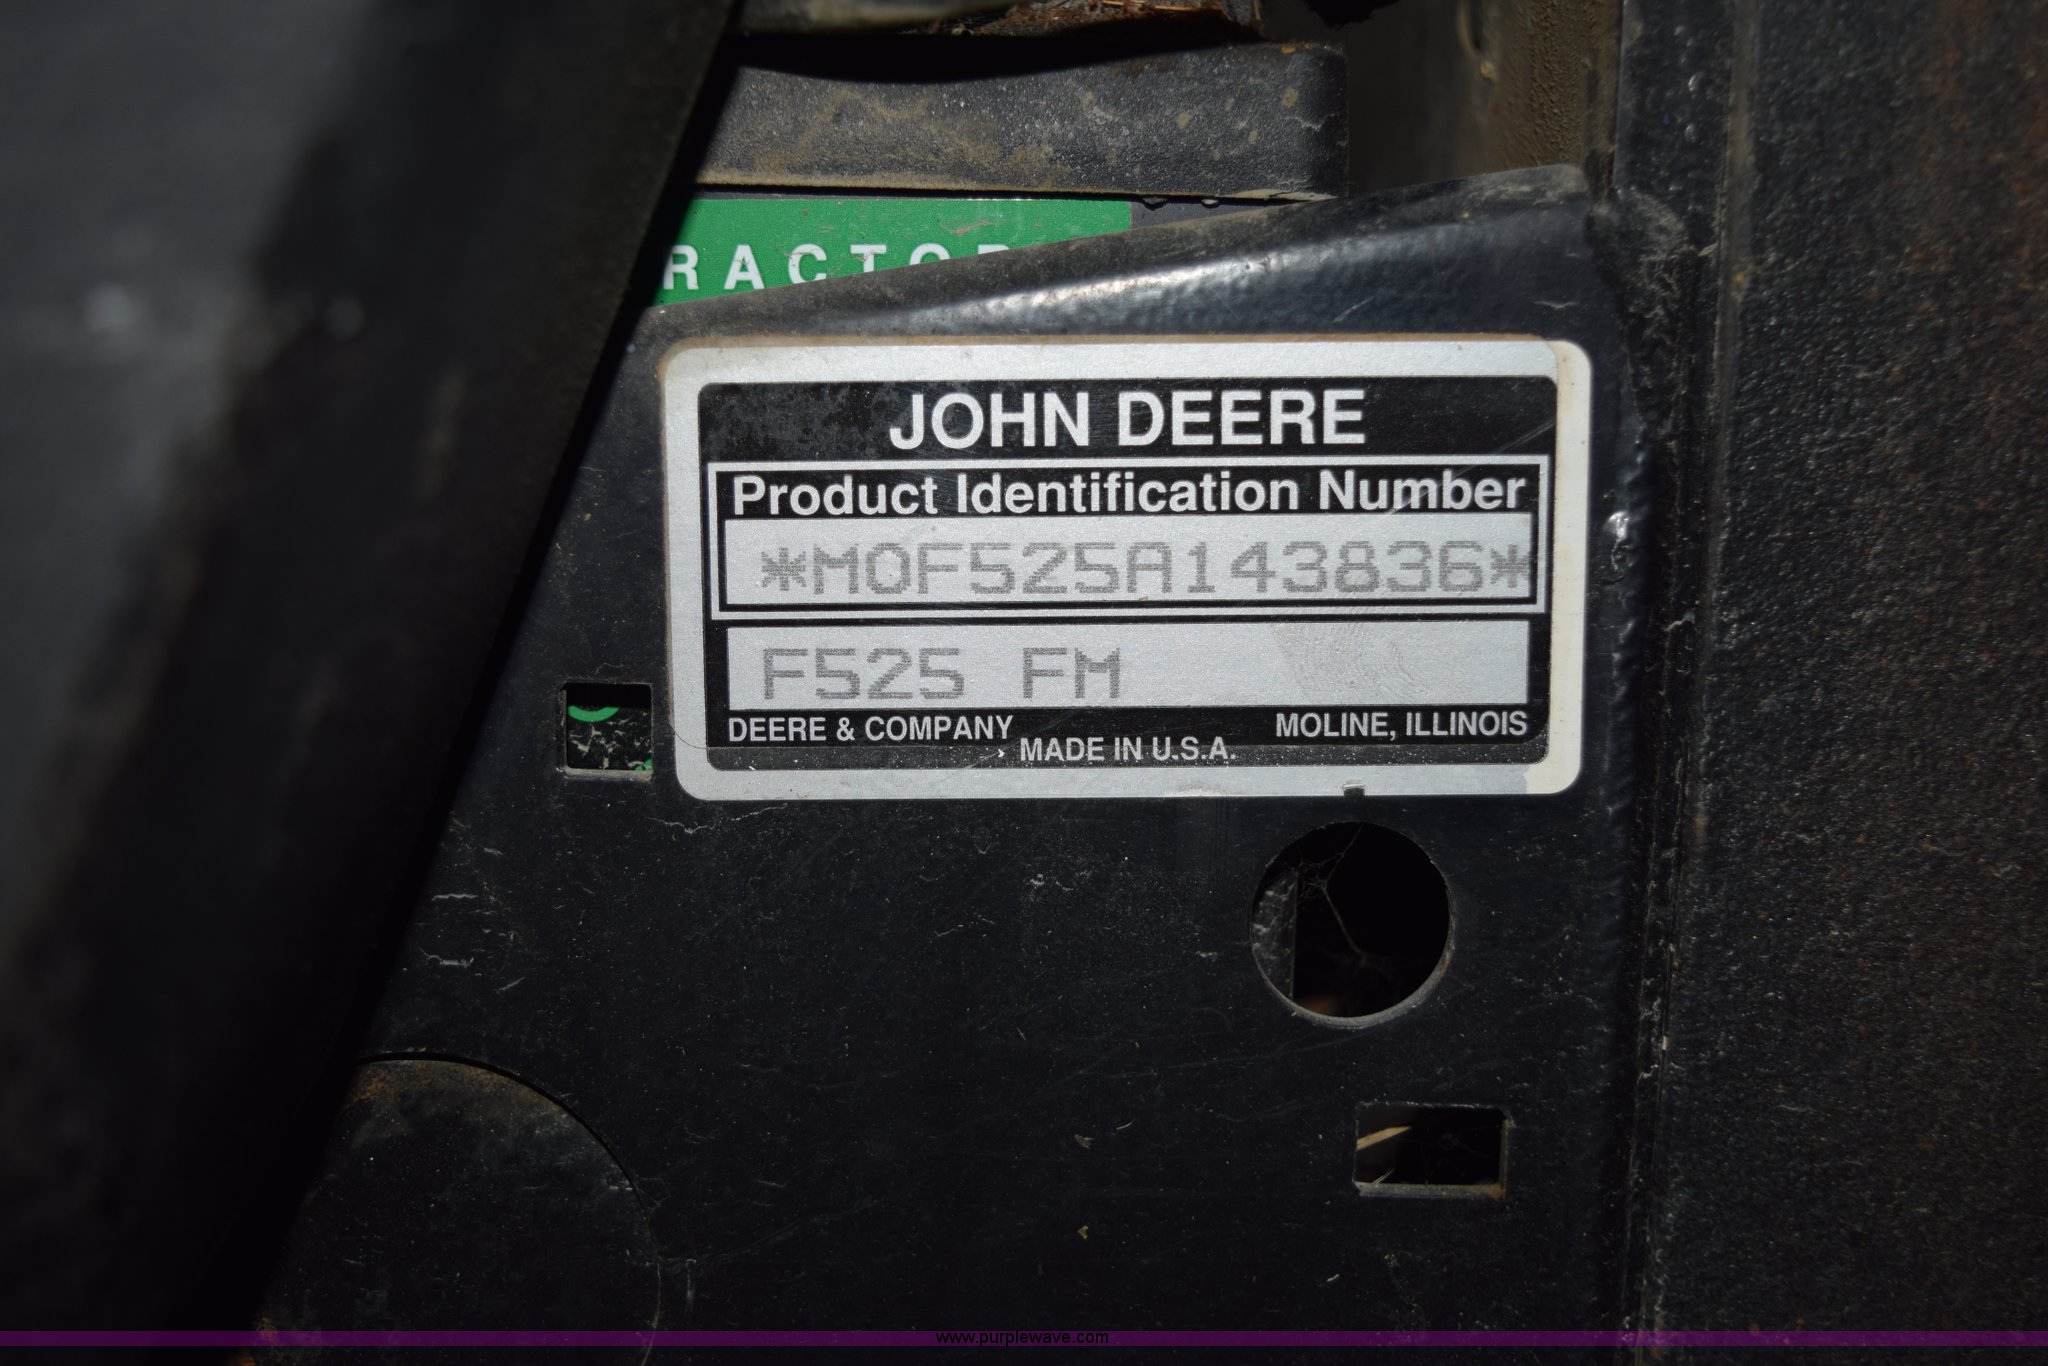 RACTOR
JOHN DEERE
Product Identification Number
*M0F525A143836*
F525 FM
DEERE & COMPANY
MOLINE, ILLINOIS
MADE IN U.S.A.
www.purplewave.com